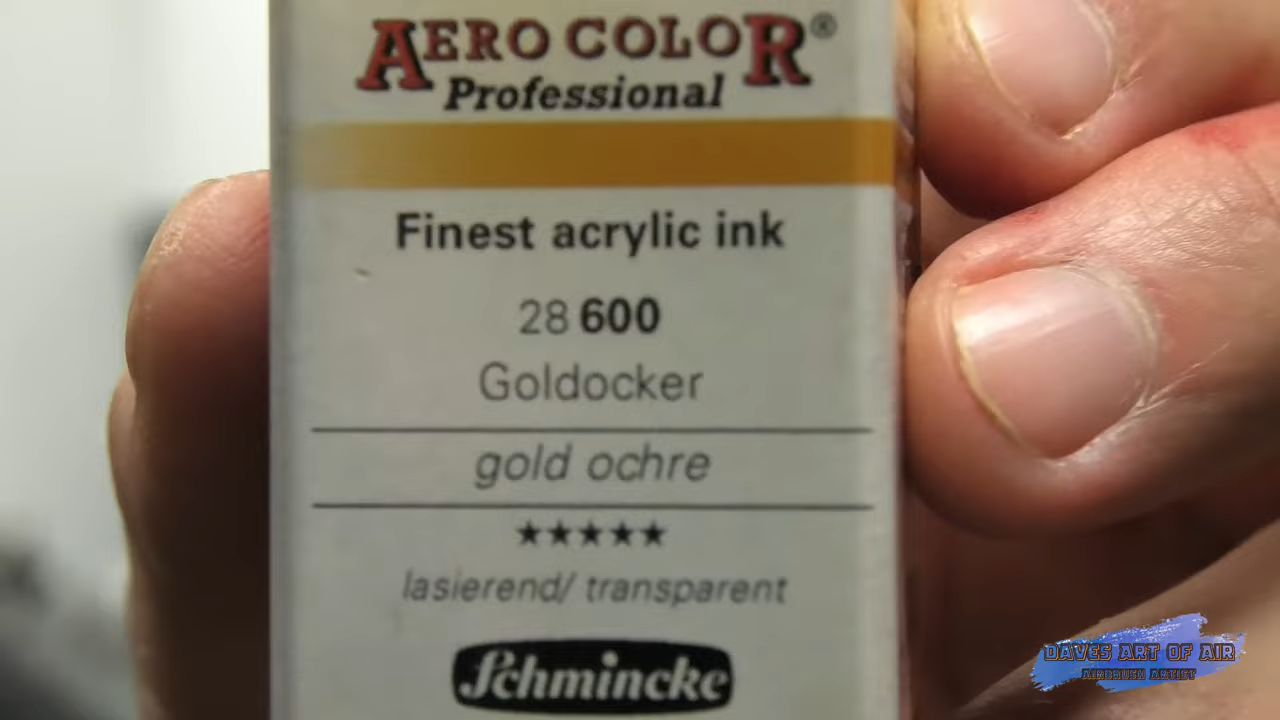 AERO COLOR®
Professional
Finest acrylic ink
28 600
Goldocker
gold ochre
★★★★★
lasierend/ transparent
Schmincke
DAVES ART OF AIR
AIRBRUSH ARTIST